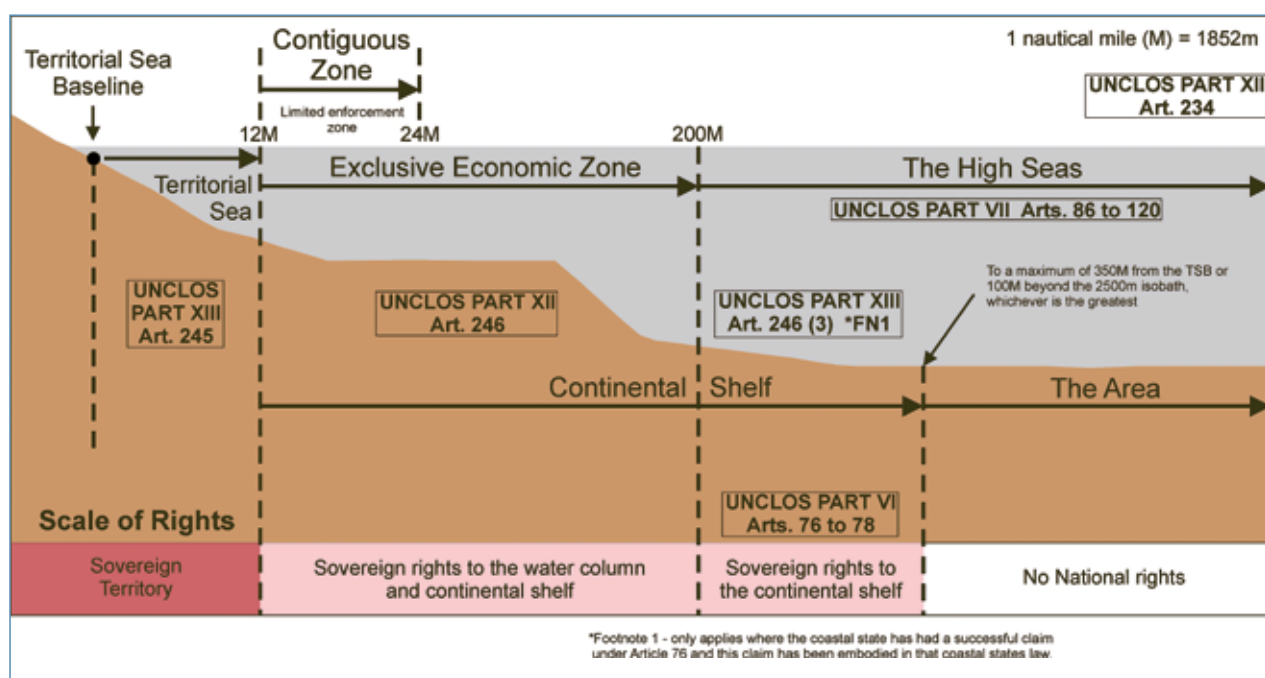 Contiguous
Zone
1 nautical mile (M) = 1852m
Territorial Sea
Baseline
Limited enforcement
zone
UNCLOS PART XII
Art. 234
12M
24M
200M
Exclusive Economic Zone
The High Seas
Territorial
Sea
UNCLOS PART VII Arts. 86 to 120
To a maximum of 350M from the TSB or
100M beyond the 2500m isobath,
whichever is the greatest
UNCLOS
PART XIII
Art. 245
UNCLOS PART XII
Art. 246
UNCLOS PART XIII
Art. 246 (3) *FN1
Continental Shelf
The Area
UNCLOS PART VI
Arts. 76 to 78
Scale of Rights
Sovereign
Territory
Sovereign rights to the water column
and continental shelf
Sovereign rights to
the continental shelf
No National rights
*Footnote 1 - only applies where the coastal state has had a successful claim
under Article 76 and this claim has been embodied in that coastal states law.